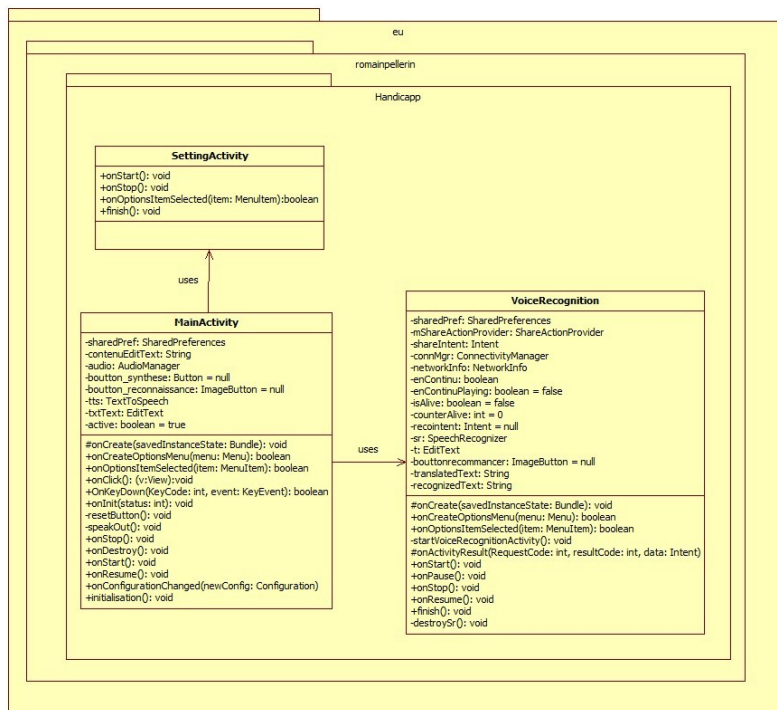 eu
romainpellerin
Handicapp
SettingActivity
+onStart(): void
+onStop(): void
+onOptionsItemSelected(item: MenuItem):boolean
+finish(): void
uses
MainActivity
-sharedPref: SharedPreferences
-contenuEditText: String
-audio: AudioManager
-boutton_synthese: Button = null
-boutton_reconnaissance: ImageButton = null
-tts: TextToSpeech
-txtText: EditText
-active: boolean = true
#onCreate(savedInstanceState: Bundle): void
+onCreateOptionsMenu(menu: Menu): boolean
+onOptionsItemSelected(item: MenuItem): boolean
+onClick(): (v:View):void
+OnKeyDown(KeyCode: int, event: KeyEvent): boolean
+onInit(status: int): void
-resetButton(): void
-speakOut(): void
+onStop(): void
+onDestroy(): void
+onStart(): void
+onResume(): void
+onConfigurationChanged(newConfig: Configuration)
+initialisation(): void
uses
VoiceRecognition
-sharedPref: SharedPreferences
-mShareActionProvider: ShareActionProvider
-shareIntent: Intent
-connMgr: ConnectivityManager
-networkInfo: NetworkInfo
-enContinu: boolean
-enContinuPlaying: boolean = false
-isAlive: boolean = false
-counterAlive: int = 0
-recointent: Intent = null
-sr: SpeechRecognizer
-t: EditText
-bouttonrecommancer: ImageButton = null
-translatedText: String
-recognizedText: String
#onCreate(savedInstanceState: Bundle): void
+onCreateOptionsMenu(menu: Menu): boolean
+onOptionsItemSelected(item: MenuItem): boolean
-startVoiceRecognitionActivity(): void
#onActivityResult(RequestCode: int, resultCode: int, data: Intent)
+onStart(): void
+onPause(): void
+onStop(): void
+onResume(): void
+finish(): void
-destroySr(): void